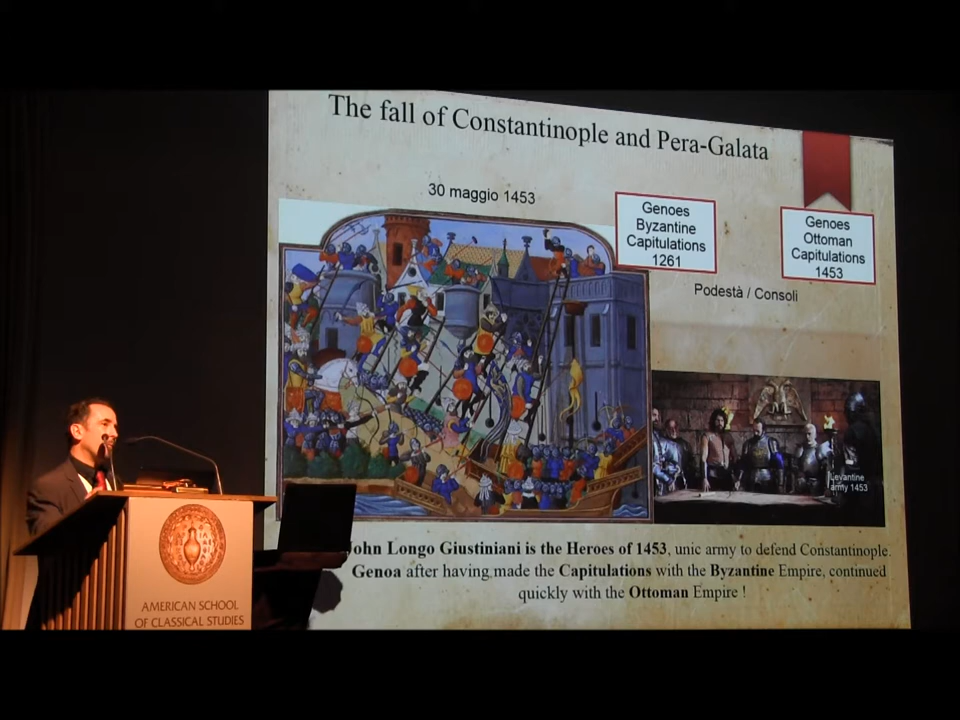 The fall of Constantinople and Pera-Galata
30 maggio 1453
Genoes
Byzantine
Capitulations
1261
Genoes
Ottoman
Capitulations
1453
Podestà / Consoli
Levantine
army 1453
John Longo Giustiniani is the Heroes of 1453, unic army to defend Constantinople.
Genoa after having made the Capitulations with the Byzantine Empire, continued
quickly with the Ottoman Empire !
AMERICAN SCHOOL
OF CLASSICAL STUDIES